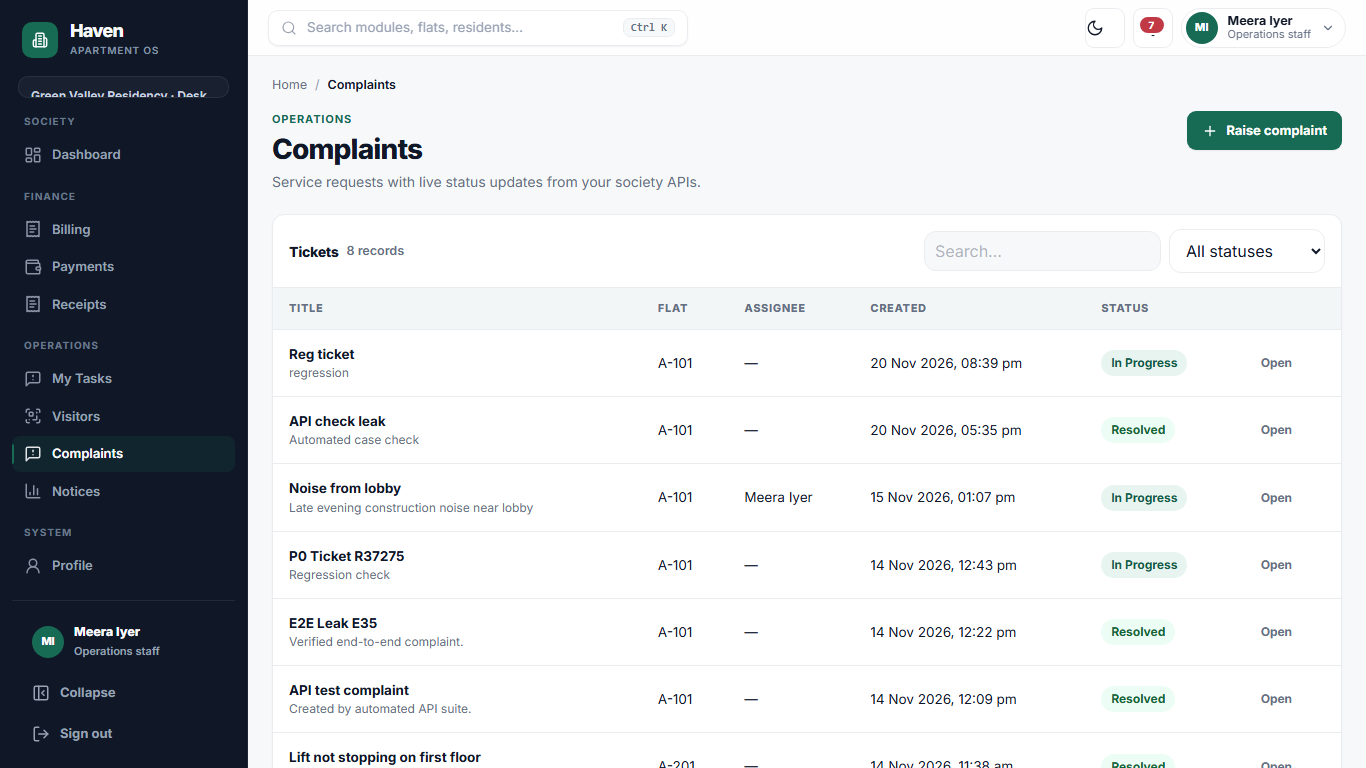 Haven
APARTMENT OS
Green Valley Residency · Desk
SOCIETY
Dashboard
FINANCE
Billing
Payments
Receipts
OPERATIONS
My Tasks
Visitors
Complaints
Notices
SYSTEM
Profile
MI
Meera Iyer
Operations staff
Collapse
Sign out
Search modules, flats, residents...
Ctrl K
7
MI
Meera Iyer
Operations staff
Home / Complaints
OPERATIONS
Complaints
Service requests with live status updates from your society APIs.
+ Raise complaint
Tickets 8 records
Search...
All statuses
TITLE FLAT ASSIGNEE CREATED STATUS
Reg ticket
regression
A-101 — 20 Nov 2026, 08:39 pm In Progress Open
API check leak
Automated case check
A-101 — 20 Nov 2026, 05:35 pm Resolved Open
Noise from lobby
Late evening construction noise near lobby
A-101 Meera Iyer 15 Nov 2026, 01:07 pm In Progress Open
P0 Ticket R37275
Regression check
A-101 — 14 Nov 2026, 12:43 pm In Progress Open
E2E Leak E35
Verified end-to-end complaint.
A-101 — 14 Nov 2026, 12:22 pm Resolved Open
API test complaint
Created by automated API suite.
A-101 — 14 Nov 2026, 12:09 pm Resolved Open
Lift not stopping on first floor
A-201 — 14 Nov 2026, 11:38 am Resolved Open